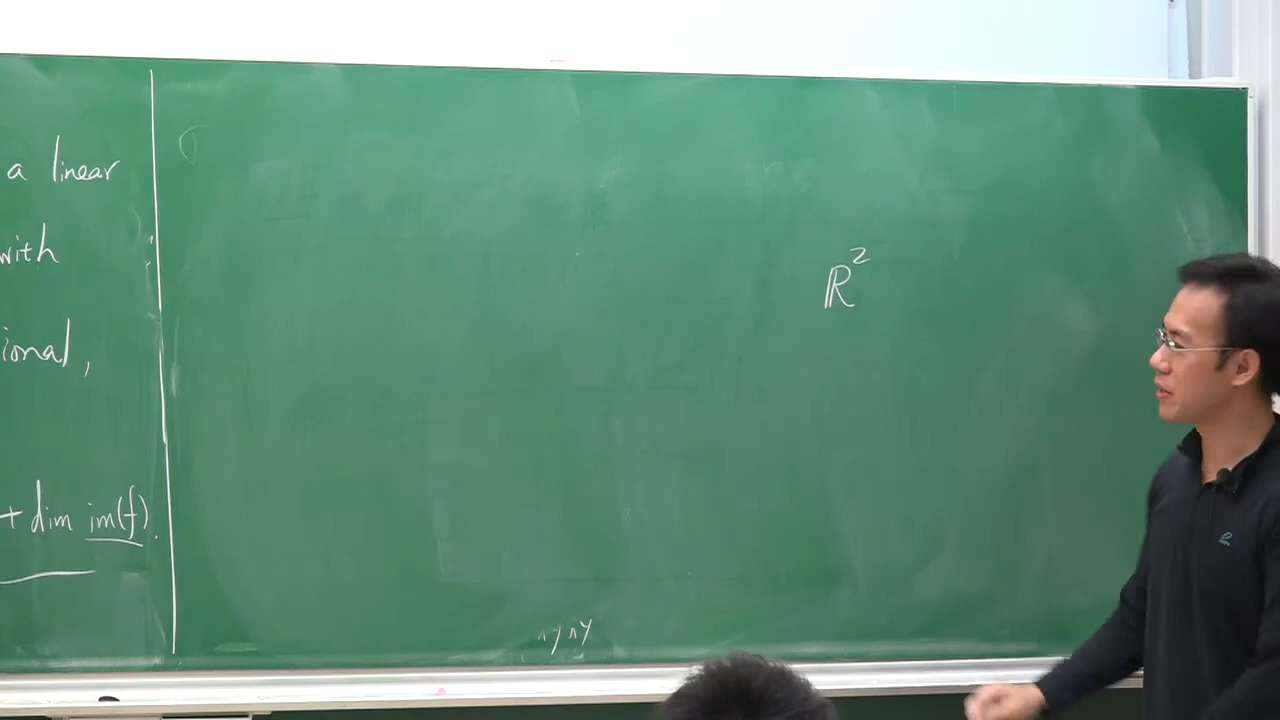 a linear
with
ional,
+ dim im(f).
ℝ²